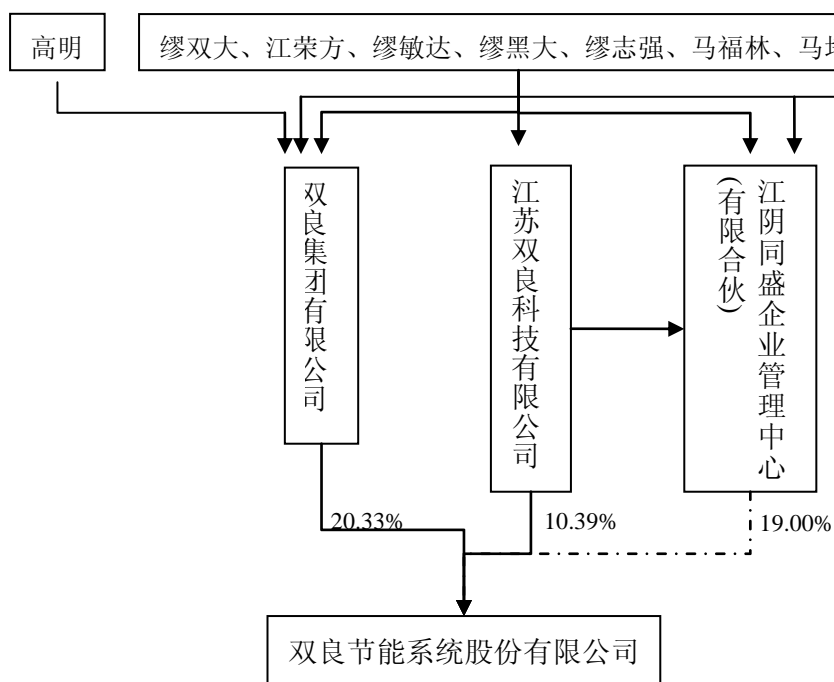 高明
缪双大、江荣方、缪敏达、缪黑大、缪志强、马福林、马
双良集团有限公司
江苏双良科技有限公司
江阴同盛企业管理中心
(有限合伙)
20.33%
10.39%
19.00%
双良节能系统股份有限公司